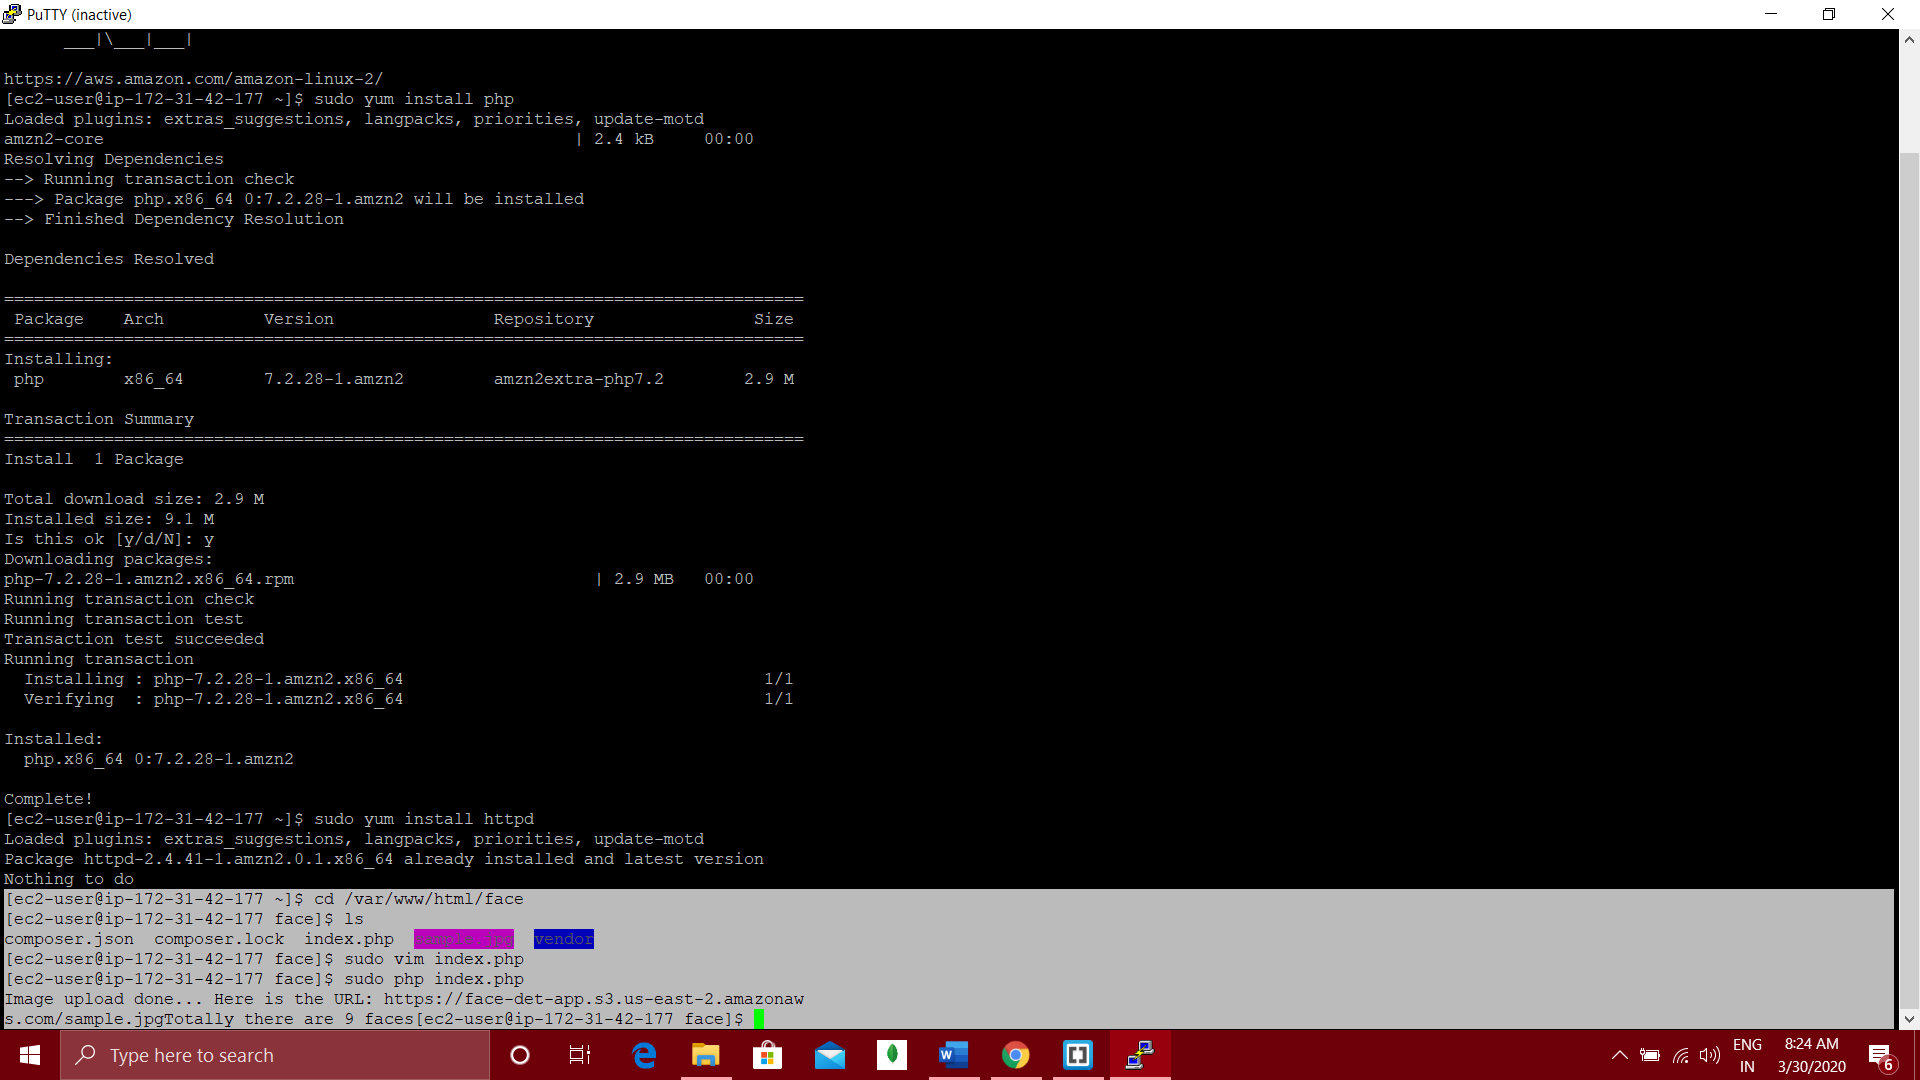 PuTTY (inactive)
___|\___|___|
https://aws.amazon.com/amazon-linux-2/
[ec2-user@ip-172-31-42-177 ~]$ sudo yum install php
Loaded plugins: extras_suggestions, langpacks, priorities, update-motd
amzn2-core | 2.4 kB 00:00
Resolving Dependencies
--> Running transaction check
---> Package php.x86_64 0:7.2.28-1.amzn2 will be installed
--> Finished Dependency Resolution
Dependencies Resolved
================================================================================
Package Arch Version Repository Size
================================================================================
Installing:
php x86_64 7.2.28-1.amzn2 amzn2extra-php7.2 2.9 M
Transaction Summary
================================================================================
Install 1 Package
Total download size: 2.9 M
Installed size: 9.1 M
Is this ok [y/d/N]: y
Downloading packages:
php-7.2.28-1.amzn2.x86_64.rpm | 2.9 MB 00:00
Running transaction check
Running transaction test
Transaction test succeeded
Running transaction
Installing : php-7.2.28-1.amzn2.x86_64 1/1
Verifying : php-7.2.28-1.amzn2.x86_64 1/1
Installed:
php.x86_64 0:7.2.28-1.amzn2
Complete!
[ec2-user@ip-172-31-42-177 ~]$ sudo yum install httpd
Loaded plugins: extras_suggestions, langpacks, priorities, update-motd
Package httpd-2.4.41-1.amzn2.0.1.x86_64 already installed and latest version
Nothing to do
[ec2-user@ip-172-31-42-177 ~]$ cd /var/www/html/face
[ec2-user@ip-172-31-42-177 face]$ ls
composer.json composer.lock index.php sample.jpg vendor
[ec2-user@ip-172-31-42-177 face]$ sudo vim index.php
[ec2-user@ip-172-31-42-177 face]$ sudo php index.php
Image upload done... Here is the URL: https://face-det-app.s3.us-east-2.amazonaw
s.com/sample.jpgTotally there are 9 faces[ec2-user@ip-172-31-42-177 face]$
Type here to search
ENG
IN
8:24 AM
3/30/2020
6